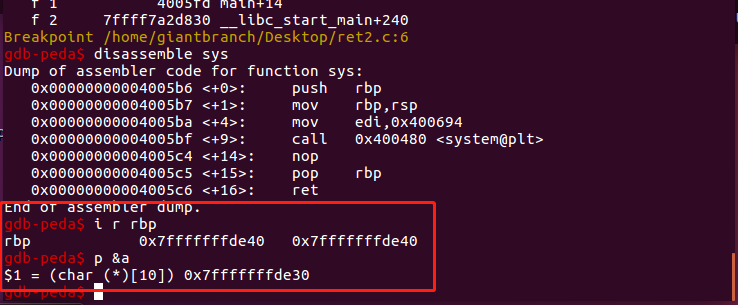 f 1 4005fd main+14
f 2 7ffff7a2d830 __libc_start_main+240
Breakpoint /home/giantbranch/Desktop/ret2.c:6
gdb-peda$ disassemble sys
Dump of assembler code for function sys:
0x00000000004005b6 <+0>: push rbp
0x00000000004005b7 <+1>: mov rbp,rsp
0x00000000004005ba <+4>: mov edi,0x400694
0x00000000004005bf <+9>: call 0x400480 <system@plt>
0x00000000004005c4 <+14>: nop
0x00000000004005c5 <+15>: pop rbp
0x00000000004005c6 <+16>: ret
End of assembler dump.
gdb-peda$ i r rbp
rbp 0x7fffffffde40 0x7fffffffde40
gdb-peda$ p &a
$1 = (char (*)[10]) 0x7fffffffde30
gdb-peda$